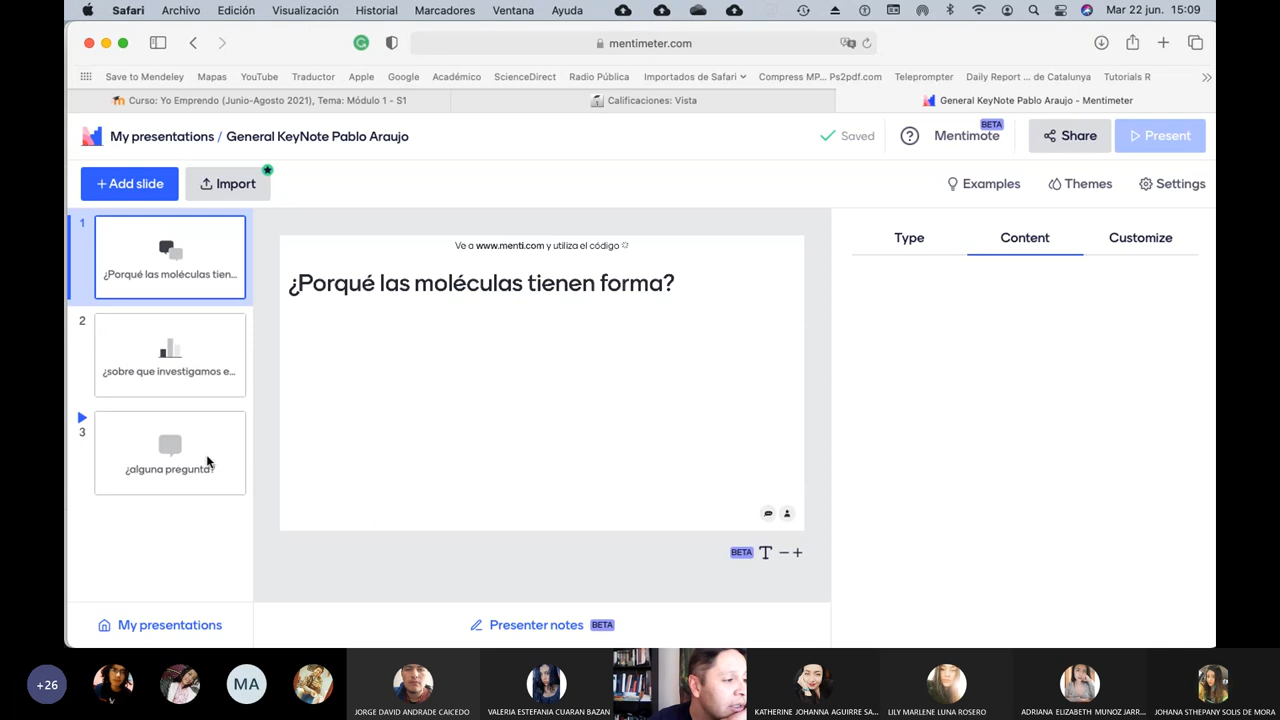 Safari Archivo Edición Visualización Historial Marcadores Ventana Ayuda Mar 22 jun. 15:09
mentimeter.com
Save to Mendeley Mapas YouTube Traductor Apple Google Académico ScienceDirect Radio Pública Importados de Safari Compress MP... Ps2pdf.com Teleprompter Daily Report ... de Catalunya Tutorials R
Curso: Yo Emprendo (Junio-Agosto 2021), Tema: Módulo 1 - S1
Calificaciones: Vista
General KeyNote Pablo Araujo - Mentimeter
My presentations / General KeyNote Pablo Araujo
Saved
Mentimote BETA
Share
Present
+ Add slide
Import
Examples
Themes
Settings
1
¿Porqué las moléculas tien...
2
¿sobre que investigamos e...
3
¿alguna pregunta?
Ve a www.menti.com y utiliza el código
¿Porqué las moléculas tienen forma?
BETA T − +
Type Content Customize
My presentations
Presenter notes BETA
+26
MA
JORGE DAVID ANDRADE CAICEDO
VALERIA ESTEFANIA CUARAN BAZAN
KATHERINE JOHANNA AGUIRRE SA...
LILY MARLENE LUNA ROSERO
ADRIANA ELIZABETH MUNOZ JARR...
JOHANA STHEPANY SOLIS DE MORA